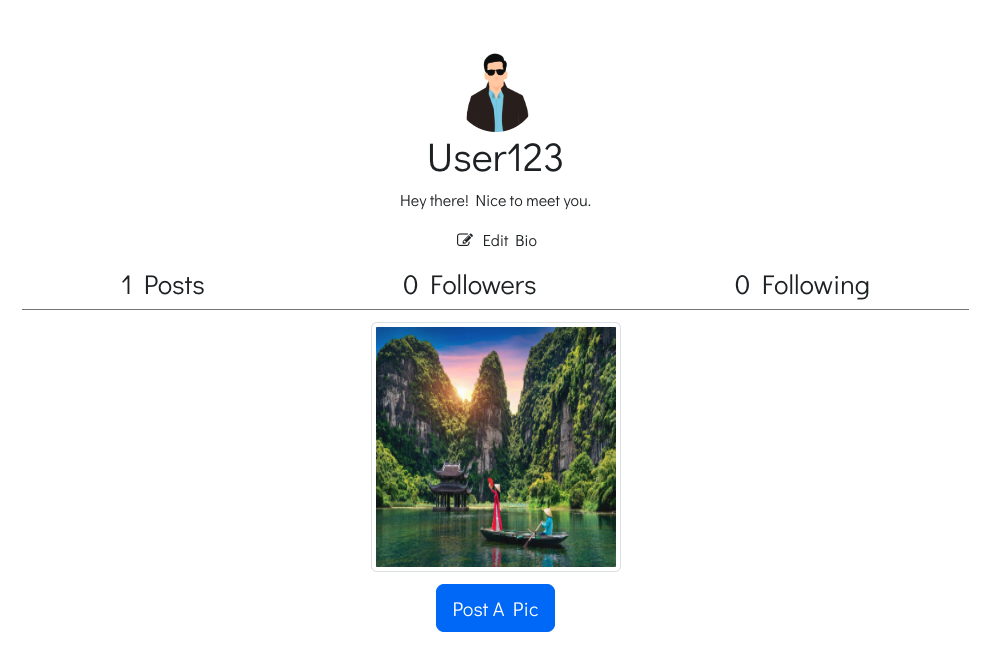 User123
Hey there! Nice to meet you.
Edit Bio
1 Posts 0 Followers 0 Following
Post A Pic